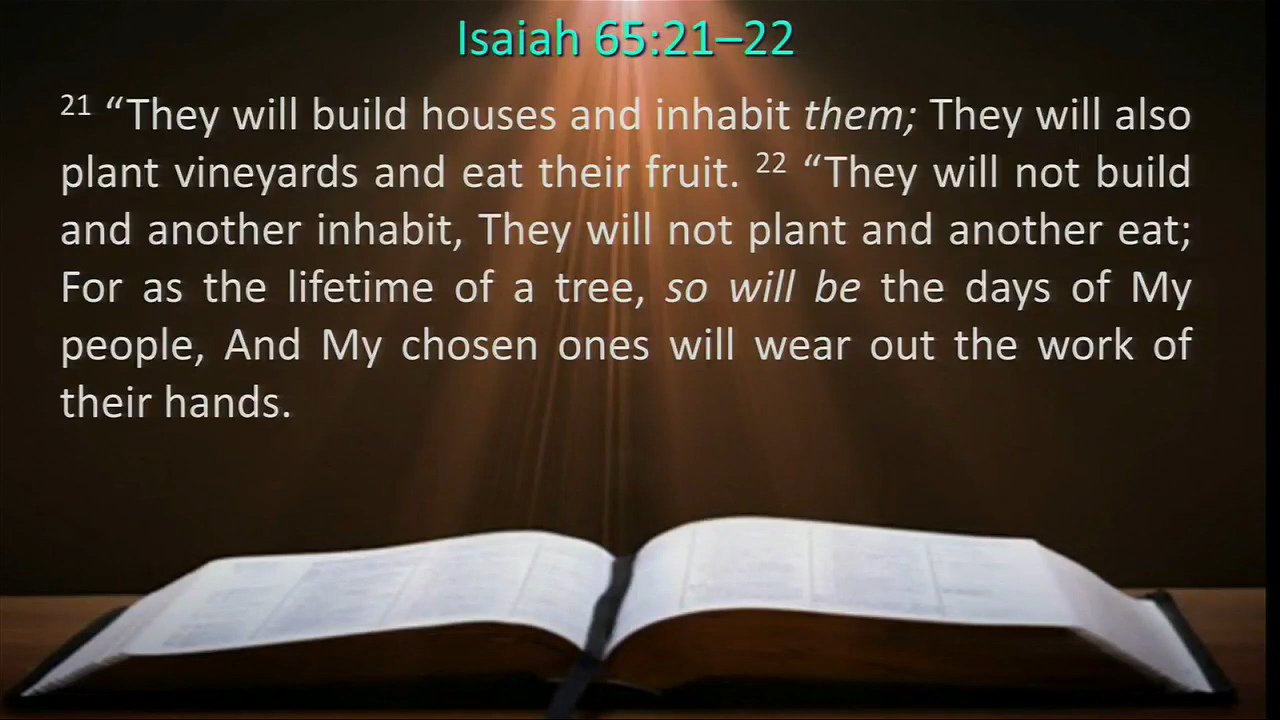 Isaiah 65:21–22
21 “They will build houses and inhabit them; They will also
plant vineyards and eat their fruit. 22 “They will not build
and another inhabit, They will not plant and another eat;
For as the lifetime of a tree, so will be the days of My
people, And My chosen ones will wear out the work of
their hands.